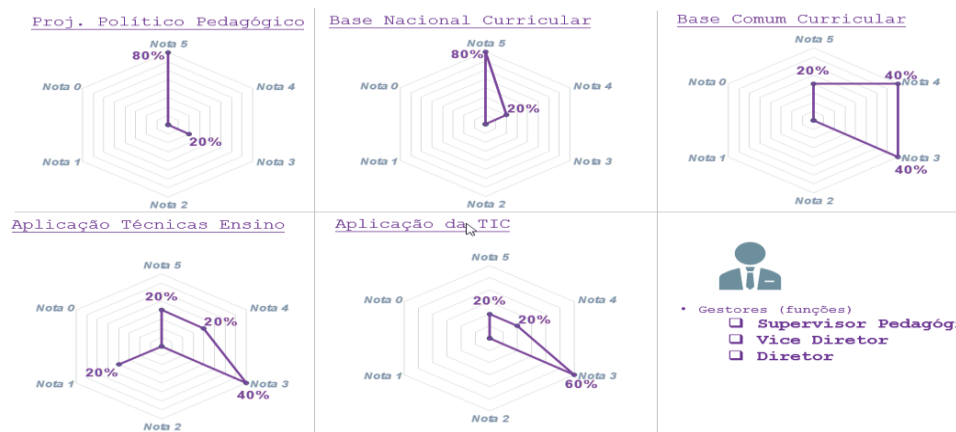 Proj. Político Pedagógico
Nota 5
80%
Nota 0
Nota 4
20%
Nota 1
Nota 3
Nota 2
Base Nacional Curricular
Nota 5
80%
Nota 0
Nota 4
20%
Nota 1
Nota 3
Nota 2
Base Comum Curricular
Nota 5
20%
40%
Nota 0
Nota 4
Nota 1
Nota 3
40%
Nota 2
Aplicação Técnicas Ensino
Nota 5
20%
Nota 0
Nota 4
20%
20%
Nota 1
Nota 3
40%
Nota 2
Aplicação da TIC
Nota 5
20%
Nota 0
Nota 4
20%
Nota 1
Nota 3
60%
Nota 2
• Gestores (funções)
❑ Supervisor Pedagóg
❑ Vice Diretor
❑ Diretor